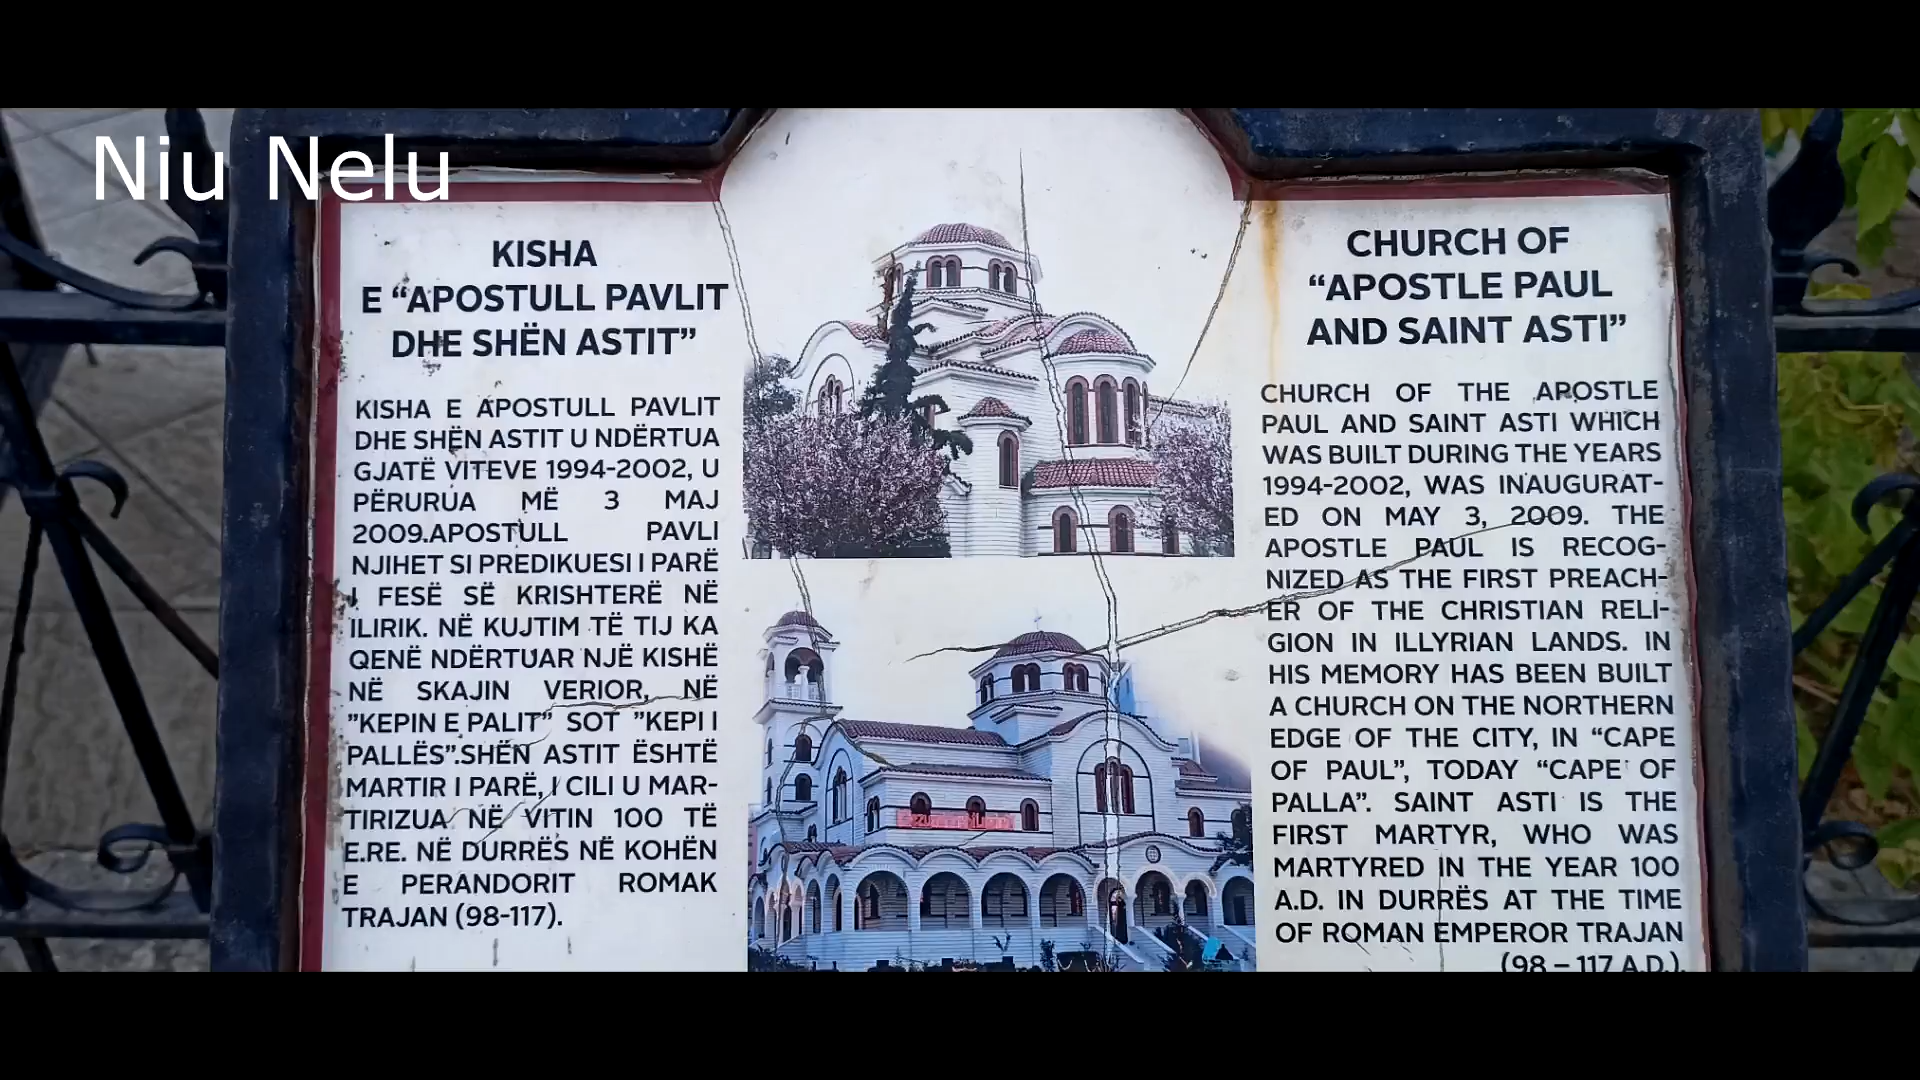 Niu Nelu
KISHA
E “APOSTULL PAVLIT
DHE SHËN ASTIT”
KISHA E APOSTULL PAVLIT
DHE SHËN ASTIT U NDËRTUA
GJATË VITEVE 1994-2002, U
PËRURUA MË 3 MAJ
2009.APOSTULL PAVLI
NJIHET SI PREDIKUESI I PARË
I FESË SË KRISHTERË NË
ILIRIK. NË KUJTIM TË TIJ KA
QENË NDËRTUAR NJË KISHË
NË SKAJIN VERIOR, NË
”KEPIN E PALIT” SOT ”KEPI I
PALLËS”.SHËN ASTIT ËSHTË
MARTIR I PARË, I CILI U MAR-
TIRIZUA NË VITIN 100 TË
E.RE. NË DURRËS NË KOHËN
E PERANDORIT ROMAK
TRAJAN (98-117).
CHURCH OF
“APOSTLE PAUL
AND SAINT ASTI”
CHURCH OF THE APOSTLE
PAUL AND SAINT ASTI WHICH
WAS BUILT DURING THE YEARS
1994-2002, WAS INAUGURAT-
ED ON MAY 3, 2009. THE
APOSTLE PAUL IS RECOG-
NIZED AS THE FIRST PREACH-
ER OF THE CHRISTIAN RELI-
GION IN ILLYRIAN LANDS. IN
HIS MEMORY HAS BEEN BUILT
A CHURCH ON THE NORTHERN
EDGE OF THE CITY, IN “CAPE
OF PAUL”, TODAY “CAPE OF
PALLA”. SAINT ASTI IS THE
FIRST MARTYR, WHO WAS
MARTYRED IN THE YEAR 100
A.D. IN DURRËS AT THE TIME
OF ROMAN EMPEROR TRAJAN
(98 – 117 A.D.).